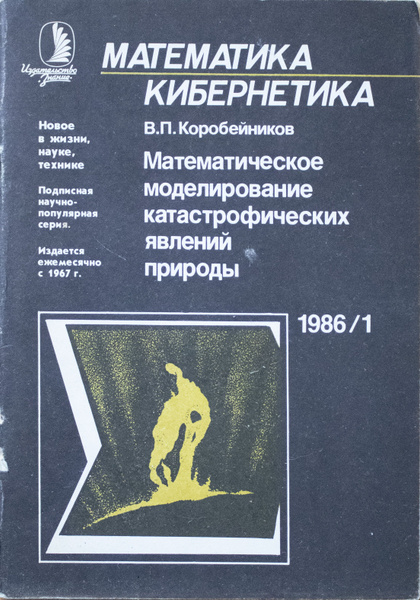 Издательство
Знание
МАТЕМАТИКА
КИБЕРНЕТИКА
Новое
в жизни,
науке,
технике
Подписная
научно-
популярная
серия.
Издается
ежемесячно
с 1967 г.
В.П.Коробейников
Математическое
моделирование
катастрофических
явлений
природы
1986/1